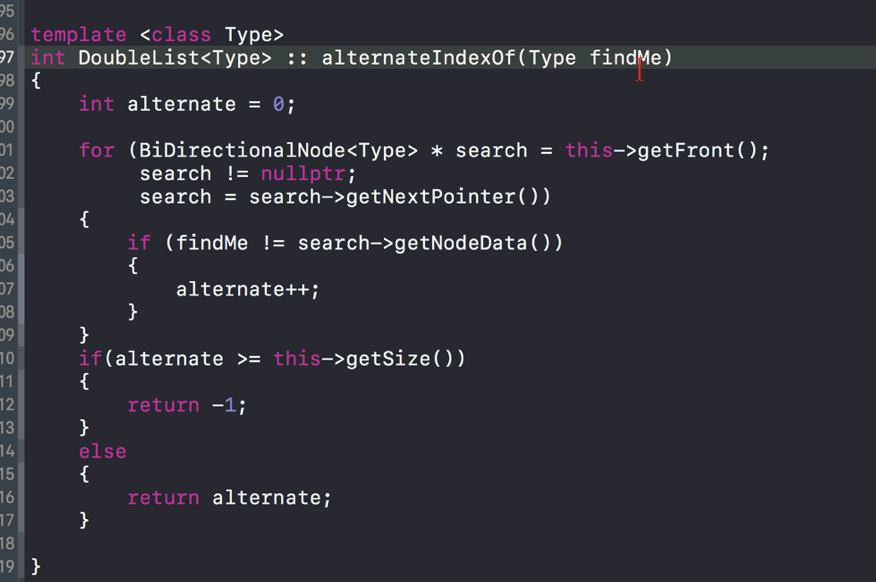 95
96 template <class Type>
97 int DoubleList<Type> :: alternateIndexOf(Type findMe)
98 {
99     int alternate = 0;
00
01     for (BiDirectionalNode<Type> * search = this->getFront();
02          search != nullptr;
03          search = search->getNextPointer())
04     {
05         if (findMe != search->getNodeData())
06         {
07             alternate++;
08         }
09     }
10     if(alternate >= this->getSize())
11     {
12         return -1;
13     }
14     else
15     {
16         return alternate;
17     }
18
19 }